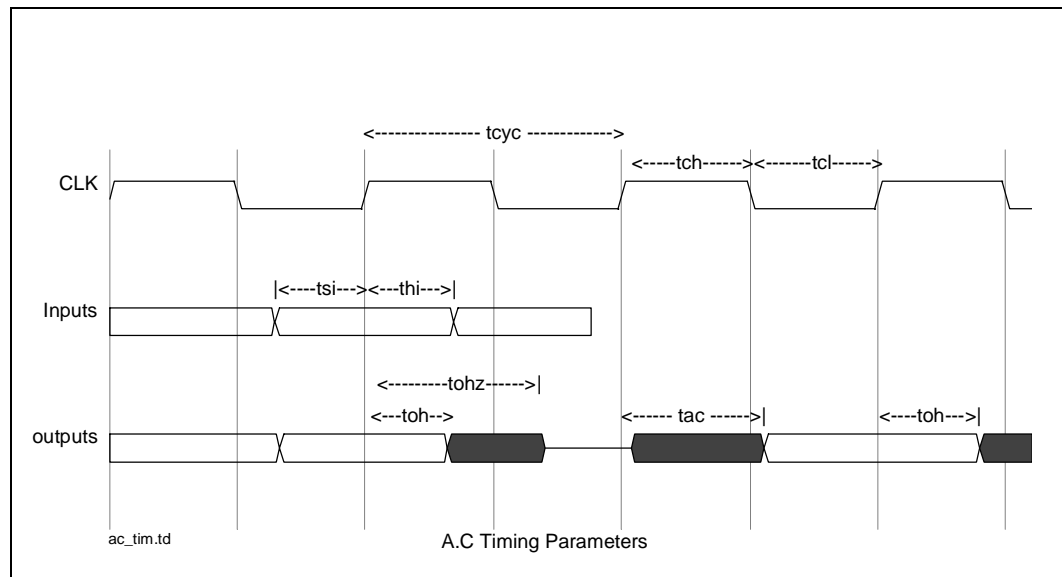 <---------------- tcyc ------------->
<-----tch----->
<-------tcl------>
CLK
|<----tsi--->
<---thi--->|
Inputs
<---------tohz------->|
<---toh-->
<------ tac ------->|
<----toh----->|
outputs
ac_tim.td
A.C Timing Parameters